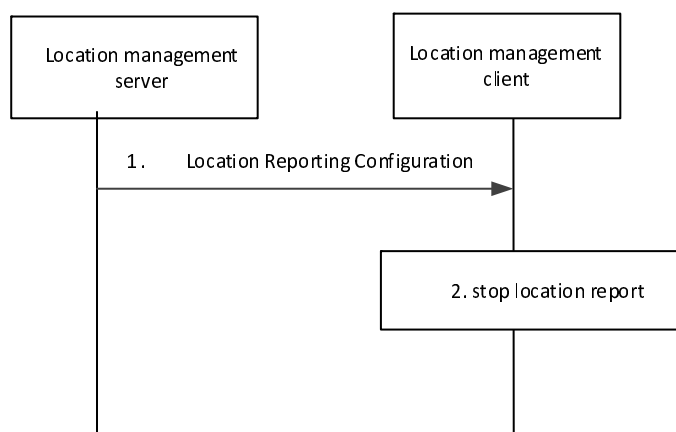 Location management
server
Location management
client
1. Location Reporting Configuration
2. stop location report